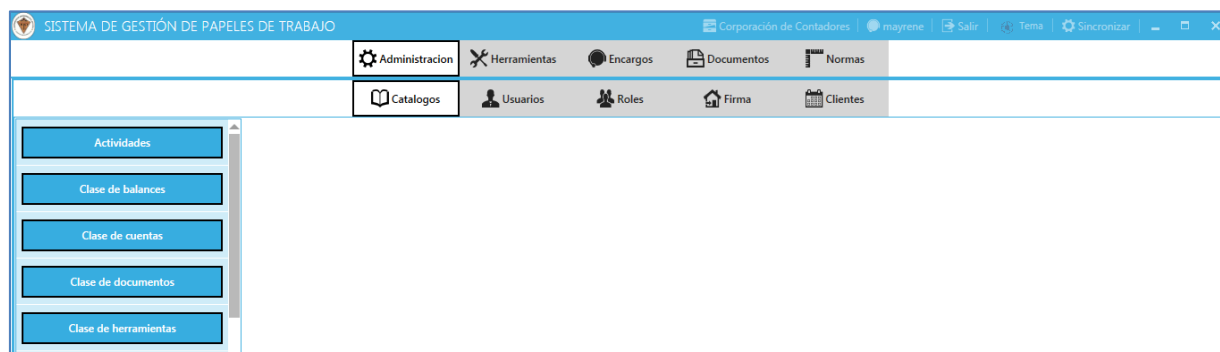 SISTEMA DE GESTIÓN DE PAPELES DE TRABAJO Corporación de Contadores mayrene Salir Tema Sincronizar
Administracion Herramientas Encargos Documentos Normas
Catalogos Usuarios Roles Firma Clientes
Actividades
Clase de balances
Clase de cuentas
Clase de documentos
Clase de herramientas